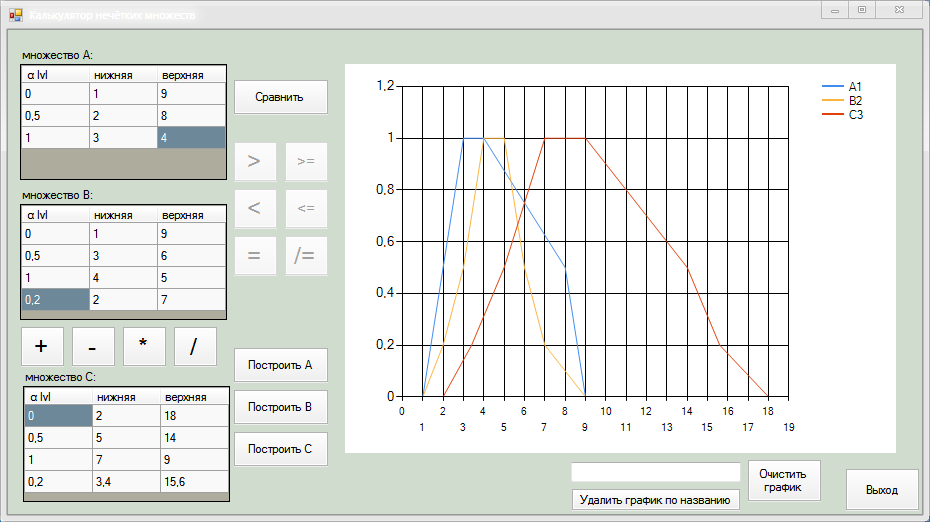 Калькулятор нечётких множеств
множество A:
α lvl нижняя верхняя
0 1 9
0,5 2 8
1 3 4
Сравнить
> >=
< <=
= /=
множество B:
α lvl нижняя верхняя
0 1 9
0,5 3 6
1 4 5
0,2 2 7
+ - * /
множество C:
α lvl нижняя верхняя
0 2 18
0,5 5 14
1 7 9
0,2 3,4 15,6
Построить A
Построить B
Построить C
1,2
1
0,8
0,6
0,4
0,2
0
0 2 4 6 8 10 12 14 16 18
1 3 5 7 9 11 13 15 17 19
A1
B2
C3
Удалить график по названию
Очистить
график
Выход